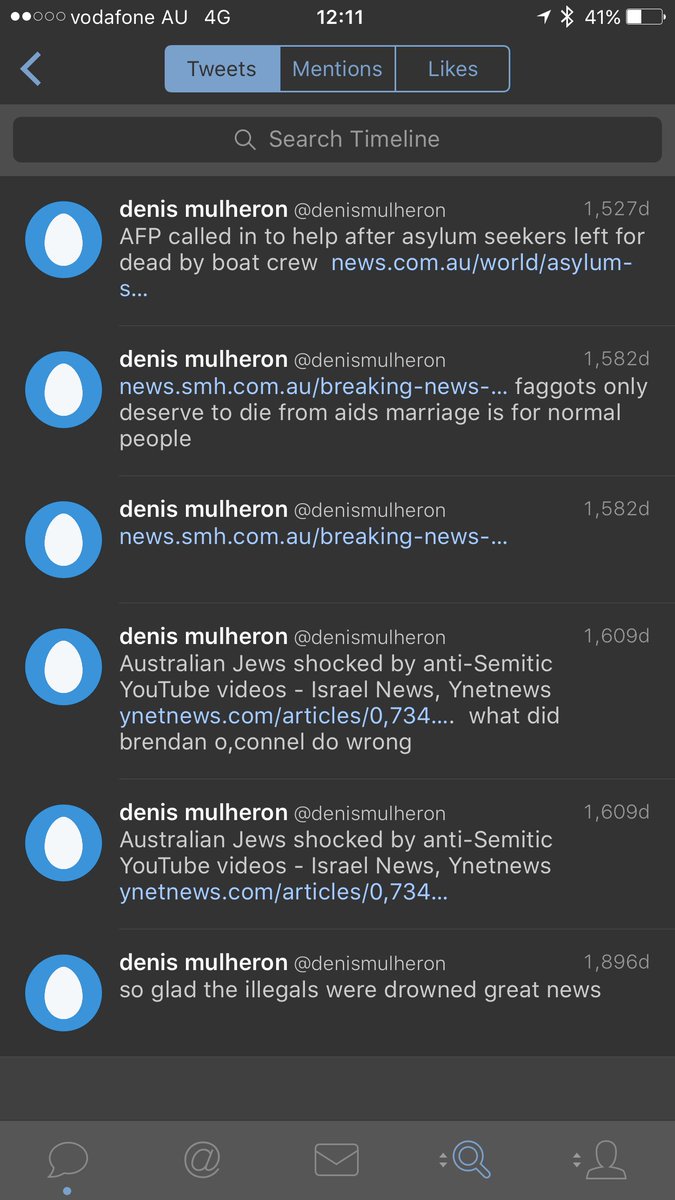 vodafone AU 4G 12:11 41%
Tweets Mentions Likes
Search Timeline
denis mulheron @denismulheron 1,527d
AFP called in to help after asylum seekers left for
dead by boat crew news.com.au/world/asylum-
s...
denis mulheron @denismulheron 1,582d
news.smh.com.au/breaking-news-... faggots only
deserve to die from aids marriage is for normal
people
denis mulheron @denismulheron 1,582d
news.smh.com.au/breaking-news-...
denis mulheron @denismulheron 1,609d
Australian Jews shocked by anti-Semitic
YouTube videos - Israel News, Ynetnews
ynetnews.com/articles/0,734.... what did
brendan o,connel do wrong
denis mulheron @denismulheron 1,609d
Australian Jews shocked by anti-Semitic
YouTube videos - Israel News, Ynetnews
ynetnews.com/articles/0,734...
denis mulheron @denismulheron 1,896d
so glad the illegals were drowned great news